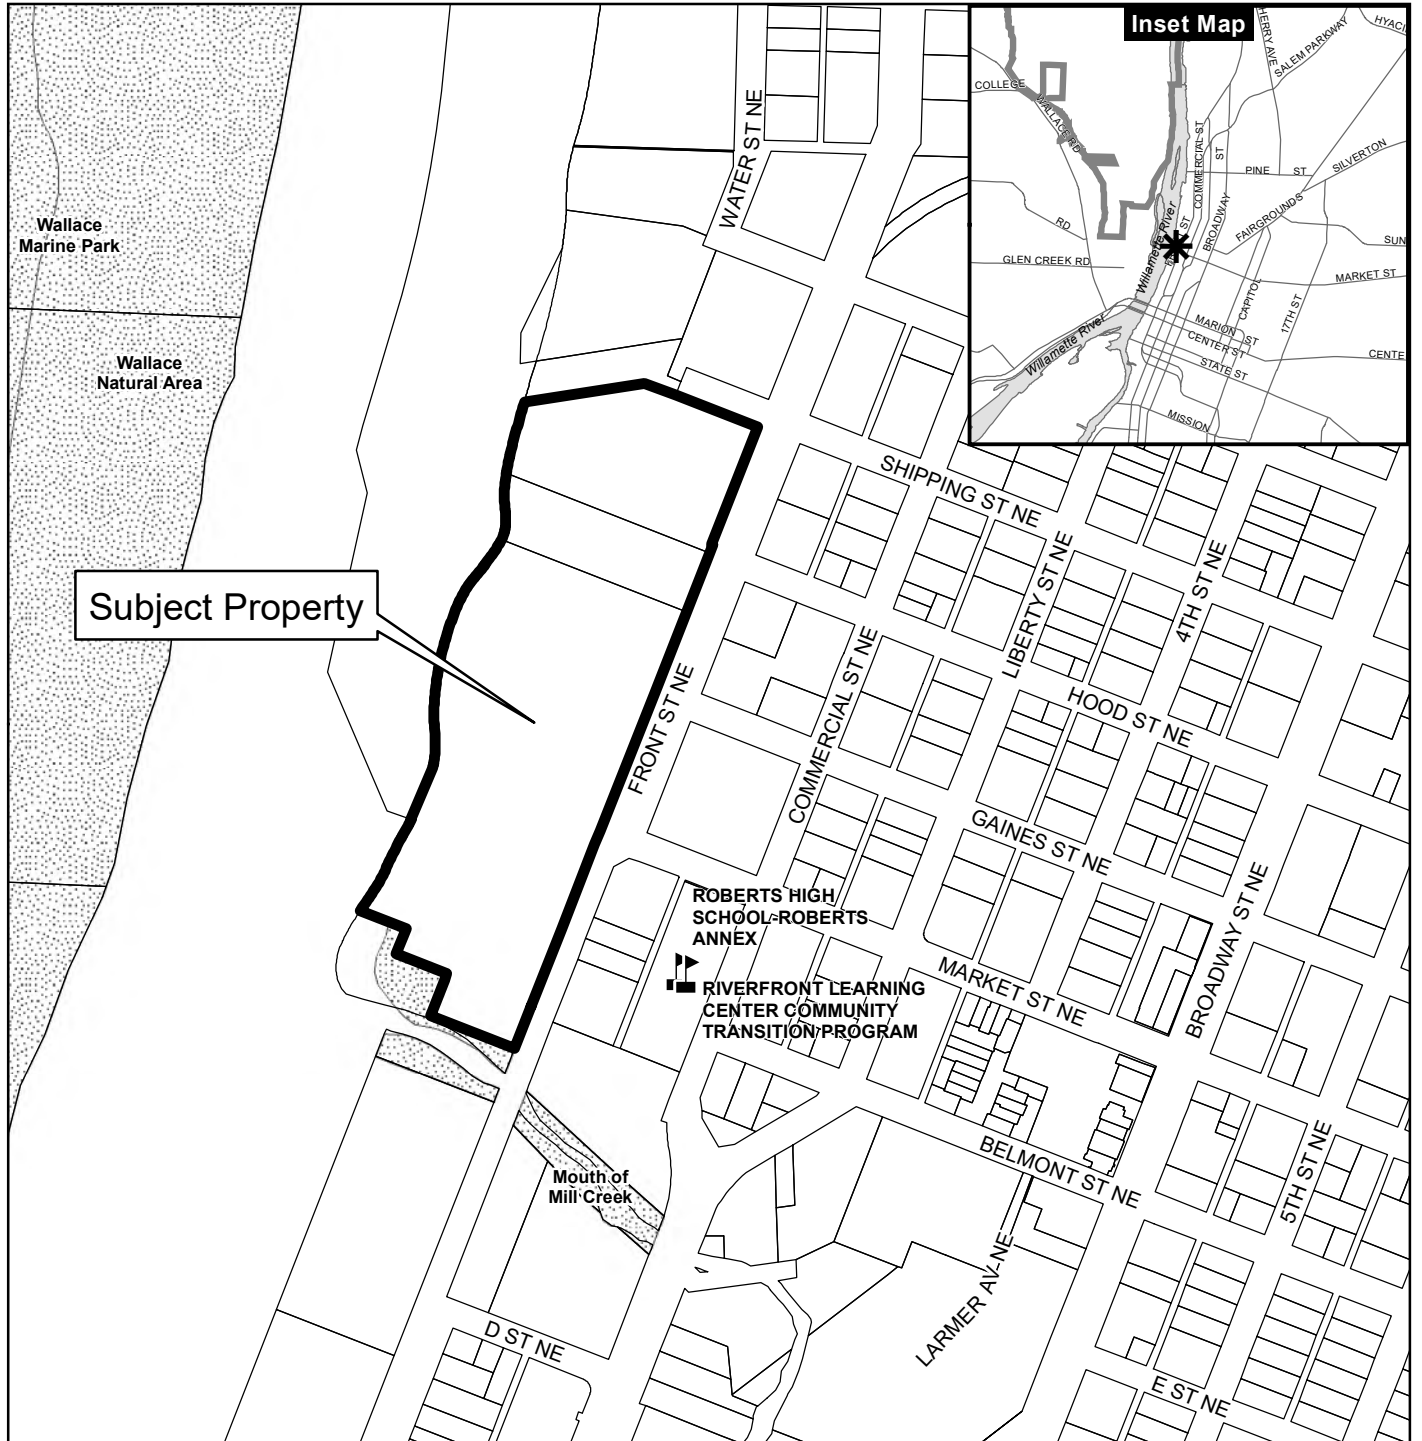 Inset Map
HYACI
HERRY AVE
SALEM PARKWAY
COLLEGE
WALLACE RD
COMMERCIAL ST
ST
PINE ST
SILVERTON
BROADWAY
FAIRGROUNDS
RD
ST
SUN
GLEN CREEK RD
Willamette River
MARKET ST
CAPITOL
17TH ST
MARION ST
CENTER ST
CENTE
STATE ST
Willamette River
MISSION
WATER ST NE
Wallace
Marine Park
Wallace
Natural Area
SHIPPING ST NE
LIBERTY ST NE
4TH ST NE
Subject Property
FRONT ST NE
COMMERCIAL ST NE
HOOD ST NE
GAINES ST NE
BROADWAY ST NE
ROBERTS HIGH
SCHOOL-ROBERTS
ANNEX
MARKET ST NE
RIVERFRONT LEARNING
CENTER COMMUNITY
TRANSITION PROGRAM
BELMONT ST NE
5TH ST NE
Mouth of
Mill Creek
LARMER AV NE
D ST NE
E ST NE